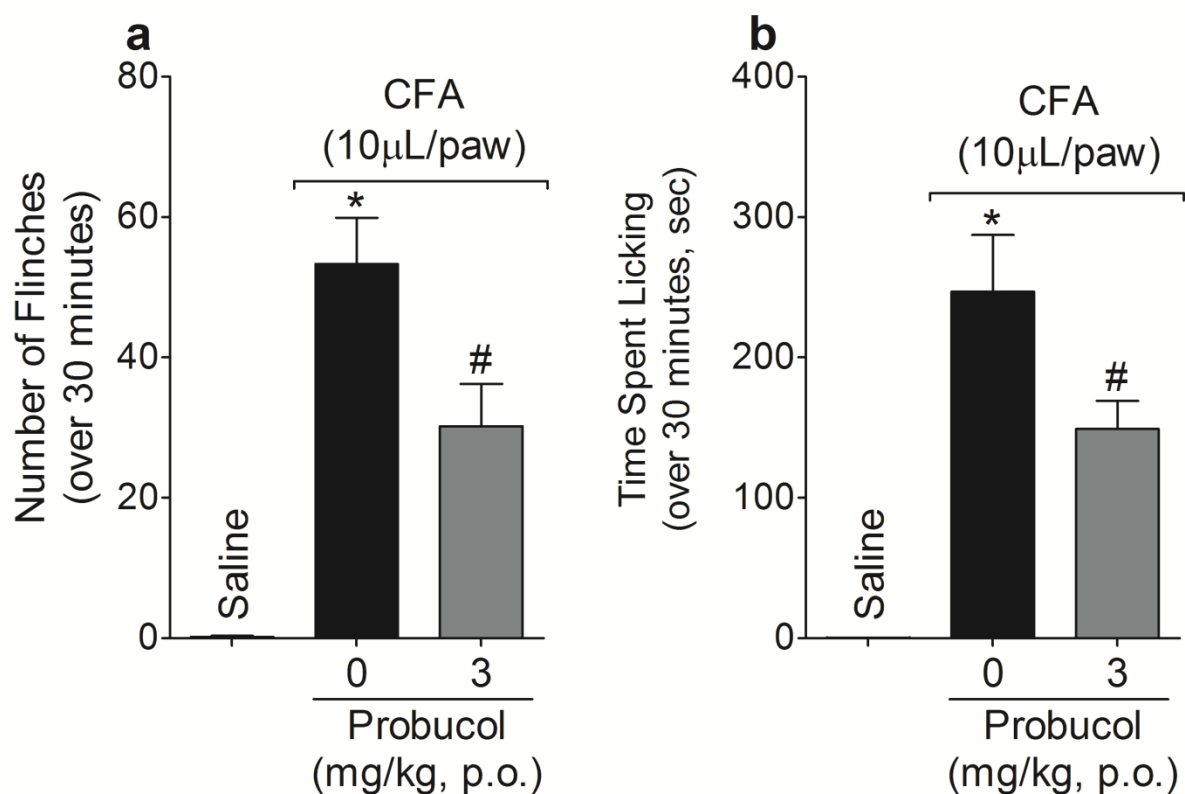 a
Number of Flinches
(over 30 minutes)
80
60
40
20
0
CFA
(10μL/paw)
*
#
Saline
0 3
Probucol
(mg/kg, p.o.)
b
Time Spent Licking
(over 30 minutes, sec)
400
300
200
100
0
CFA
(10μL/paw)
*
#
Saline
0 3
Probucol
(mg/kg, p.o.)